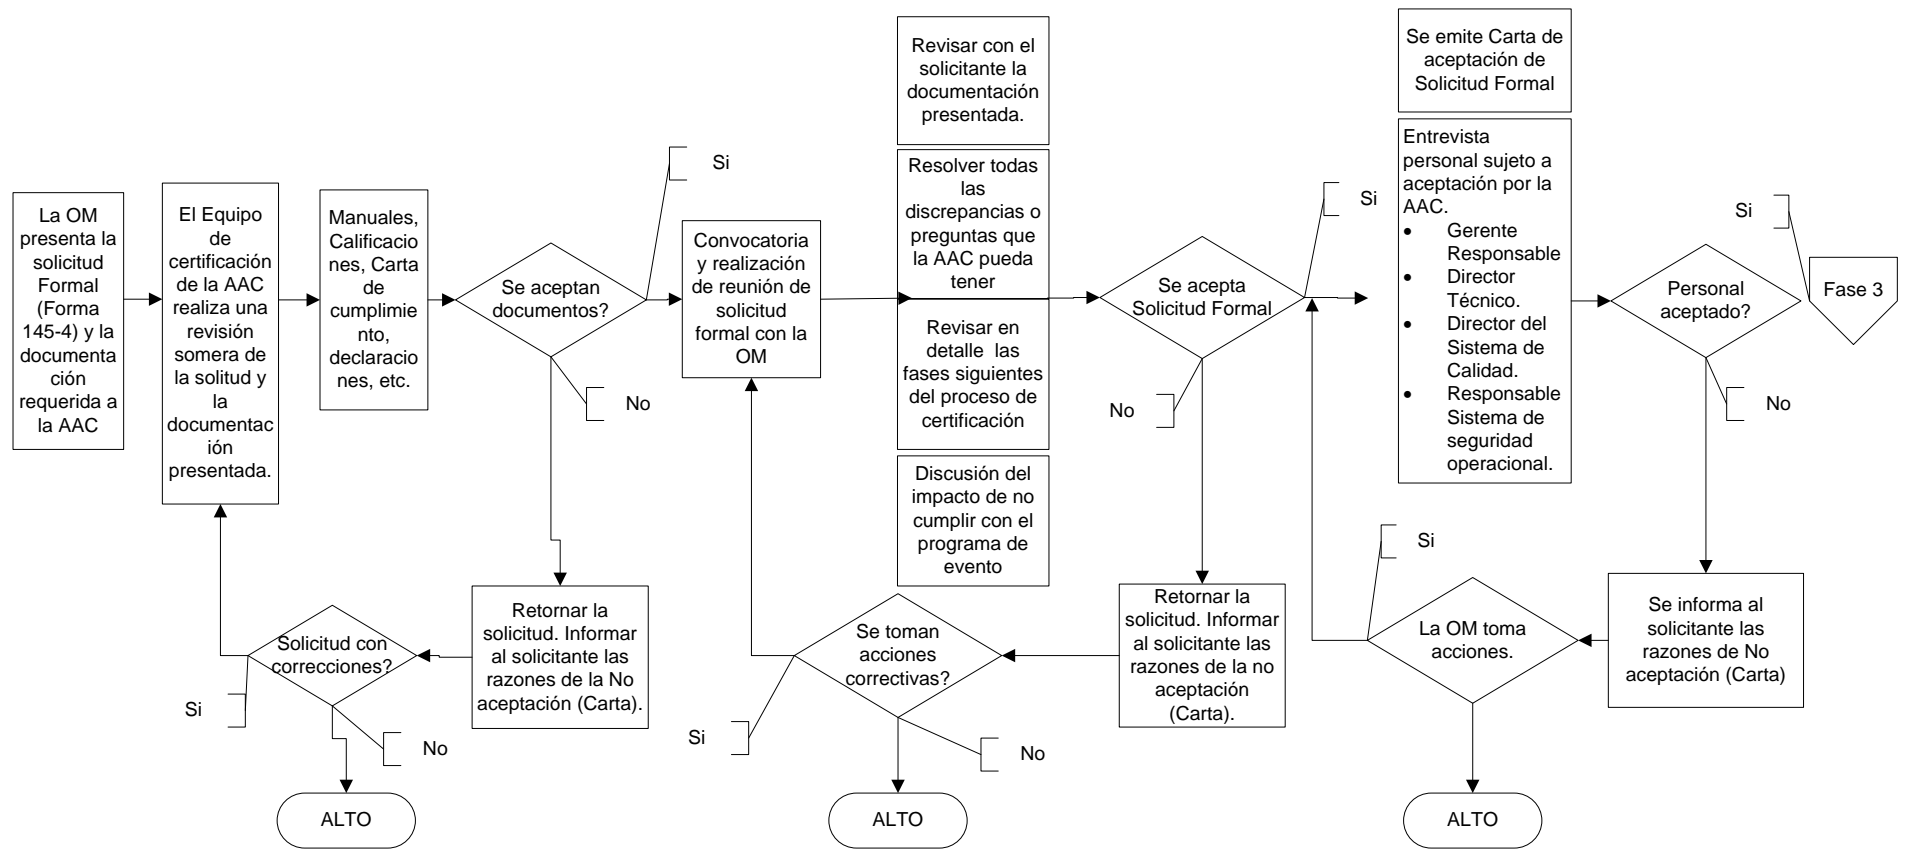 La OM
presenta la
solicitud
Formal
(Forma
145-4) y la
documenta
ción
requerida a
la AAC
El Equipo
de
certificación
de la AAC
realiza una
revisión
somera de
la solitud y
la
documentac
ión
presentada.
Manuales,
Calificacio
nes, Carta
de
cumplimie
nto,
declaracio
nes, etc.
Se aceptan
documentos?
Si
No
Retornar la
solicitud. Informar
al solicitante las
razones de la No
aceptación (Carta).
Solicitud con
correcciones?
Si
No
ALTO
Convocatoria
y realización
de reunión de
solicitud
formal con la
OM
Revisar con el
solicitante la
documentación
presentada.
Resolver todas
las
discrepancias o
preguntas que
la AAC pueda
tener
Revisar en
detalle las
fases siguientes
del proceso de
certificación
Discusión del
impacto de no
cumplir con el
programa de
evento
Se acepta
Solicitud Formal
Si
No
Retornar la
solicitud. Informar
al solicitante las
razones de la no
aceptación
(Carta).
Se toman
acciones
correctivas?
Si
No
ALTO
Se emite Carta de
aceptación de
Solicitud Formal
Entrevista
personal sujeto a
aceptación por la
AAC.
• Gerente
Responsable
• Director
Técnico.
• Director del
Sistema de
Calidad.
• Responsable
Sistema de
seguridad
operacional.
Personal
aceptado?
Si
No
Fase 3
Se informa al
solicitante las
razones de No
aceptación (Carta)
La OM toma
acciones.
Si
ALTO